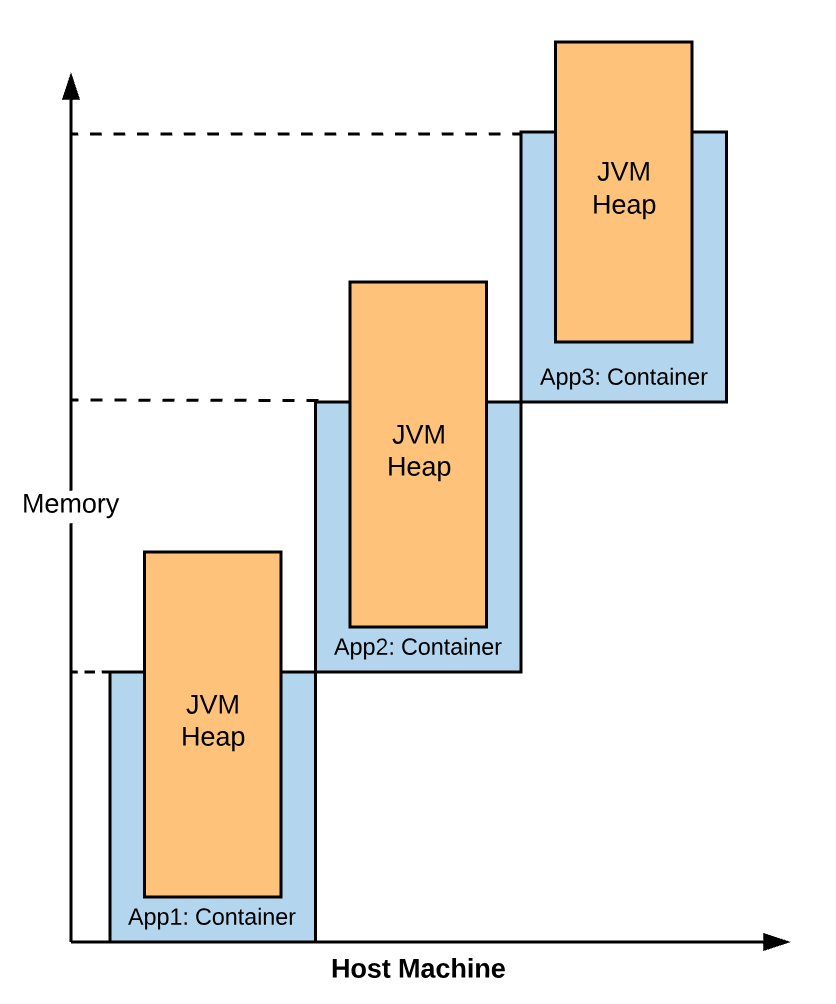 JVM
Heap
App3: Container
JVM
Heap
Memory
App2: Container
JVM
Heap
App1: Container
Host Machine